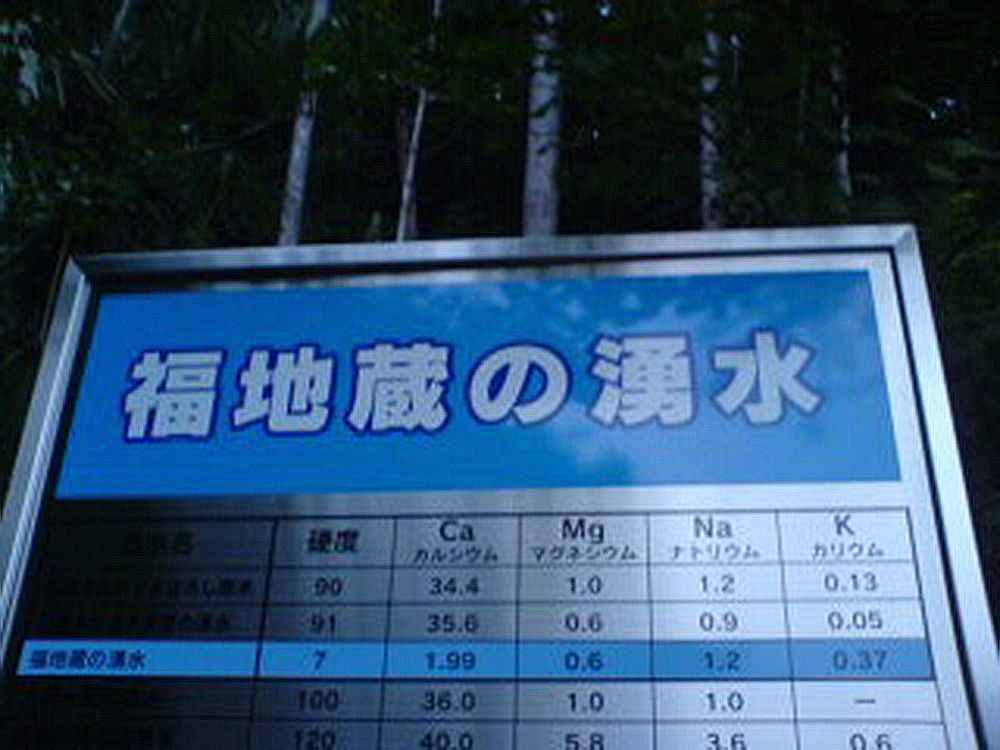 福地蔵の湧水
硬度 Ca Mg Na K
カルシウム マグネシウム ナトリウム カリウム
90 34.4 1.0 1.2 0.13
91 35.6 0.6 0.9 0.05
福地蔵の湧水 7 1.99 0.6 1.2 0.37
100 36.0 1.0 1.0 —
120 40.0 5.8 3.6 0.6